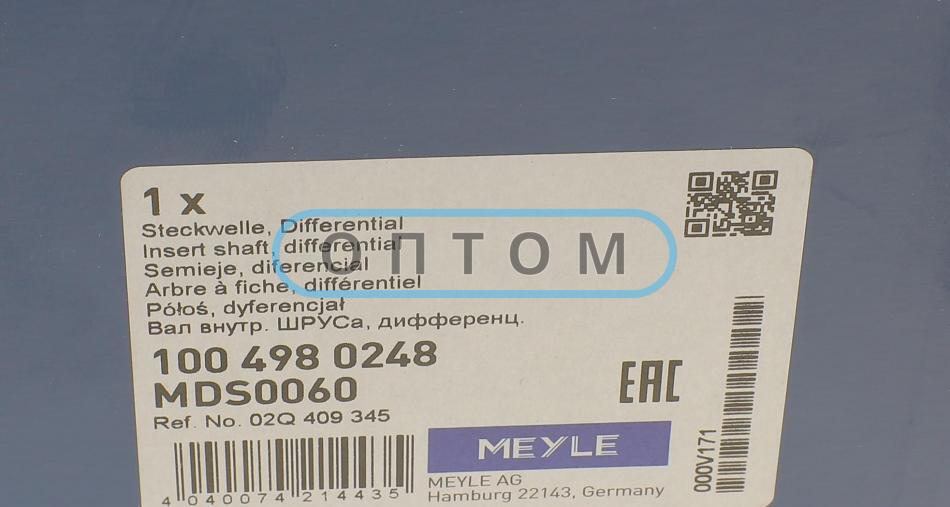 1 x
Steckwelle, Differential
Insert shaft, differential
Semieje, diferencial
Arbre à fiche, différentiel
Półoś, dyferencjał
Вал внутр. ШРУСа, дифференц.
ОПТОМ
100 498 0248
MDS0060
Ref. No. 02Q 409 345
EAC
MEYLE
MEYLE AG
Hamburg 22143, Germany
4 040074 214435
000V171